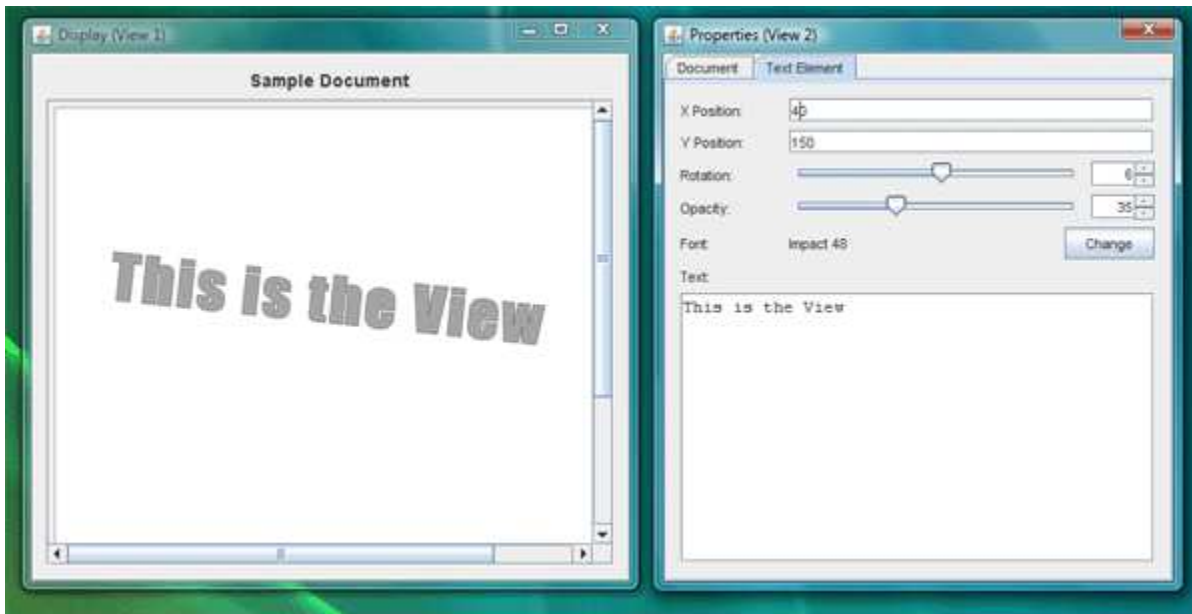 Display (View 1)
Sample Document
This is the View
Properties (View 2)
Document Text Element
X Position: 40
Y Position: 150
Rotation: 6
Opacity: 35
Font: Impact 48 Change
Text:
This is the View